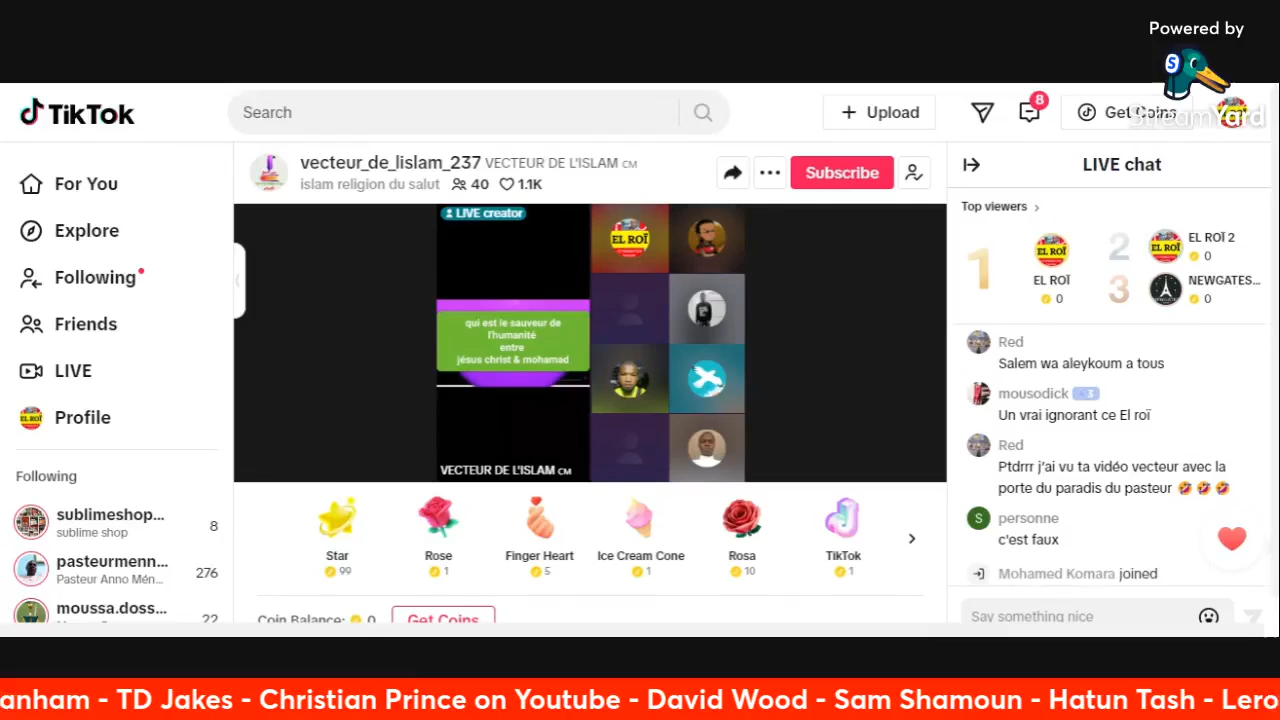 Powered by
StreamYard
TikTok
Search
Upload
8
Get Coins
For You
Explore
Following
Friends
LIVE
Profile
Following
sublimeshop...
sublime shop
8
pasteurmenn...
Pasteur Anno Mén...
276
moussa.doss...
22
vecteur_de_lislam_237 VECTEUR DE L'ISLAM CM
islam religion du salut 40 1.1K
Subscribe
LIVE creator
qui est le sauveur de
l'humanité
entre
jésus christ & mohamad
VECTEUR DE L'ISLAM CM
EL ROÏ
Star
99
Rose
1
Finger Heart
5
Ice Cream Cone
1
Rosa
10
TikTok
1
Coin Balance: 0
Get Coins
LIVE chat
Top viewers
1
EL ROÏ
EL ROÏ
0
2
EL ROÏ
EL ROÏ 2
0
3
NEWGATES...
0
Red
Salem wa aleykoum a tous
mousodick 3
Un vrai ignorant ce El roï
Red
Ptdrrr j'ai vu ta vidéo vecteur avec la
porte du paradis du pasteur 🤣 🤣 🤣
S
personne
c'est faux
Mohamed Komara joined
Say something nice
anham - TD Jakes - Christian Prince on Youtube - David Wood - Sam Shamoun - Hatun Tash - Lero